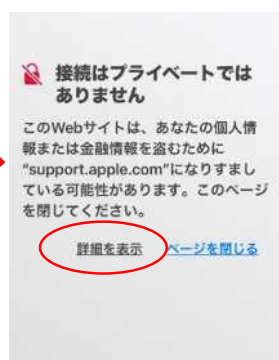 接続はプライベートでは
ありません
このWebサイトは、あなたの個人情
報または金融情報を盗むために
“support.apple.com”になりすまし
ている可能性があります。このページ
を閉じてください。
詳細を表示 ページを閉じる